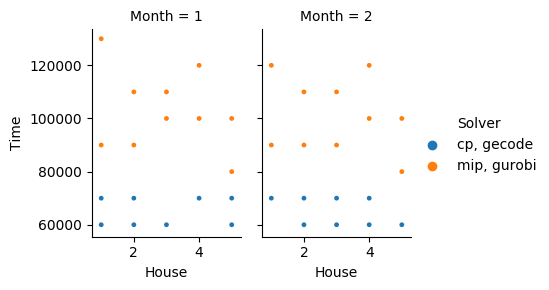 Month = 1
Month = 2
120000
100000
80000
60000
Time
2
4
2
4
House
House
Solver
cp, gecode
mip, gurobi